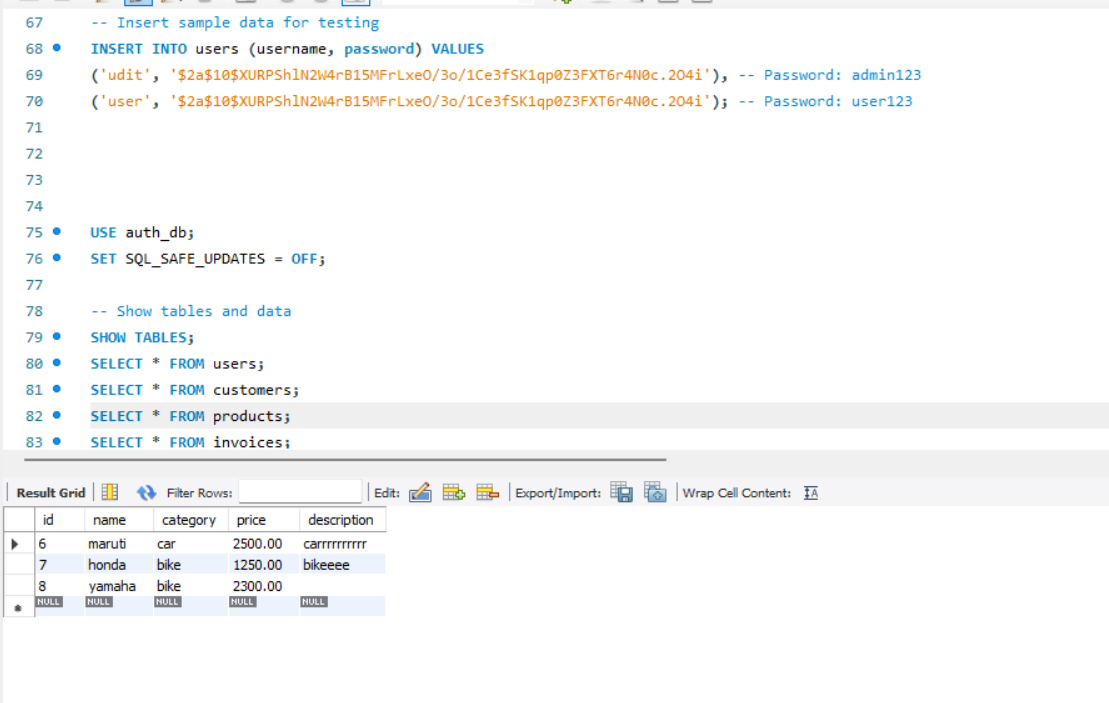 67 -- Insert sample data for testing
68 INSERT INTO users (username, password) VALUES
69 ('udit', '$2a$10$XURPShlN2W4rB15MFrLxeO/3o/1Ce3fSK1qp0Z3FXT6r4N0c.2O4i'), -- Password: admin123
70 ('user', '$2a$10$XURPShlN2W4rB15MFrLxeO/3o/1Ce3fSK1qp0Z3FXT6r4N0c.2O4i'); -- Password: user123
71
72
73
74
75 USE auth_db;
76 SET SQL_SAFE_UPDATES = OFF;
77
78 -- Show tables and data
79 SHOW TABLES;
80 SELECT * FROM users;
81 SELECT * FROM customers;
82 SELECT * FROM products;
83 SELECT * FROM invoices;
Result Grid Filter Rows: Edit: Export/Import: Wrap Cell Content: IA
id name category price description
6 maruti car 2500.00 carrrrrrrrrr
7 honda bike 1250.00 bikeeee
8 yamaha bike 2300.00
NULL NULL NULL NULL NULL